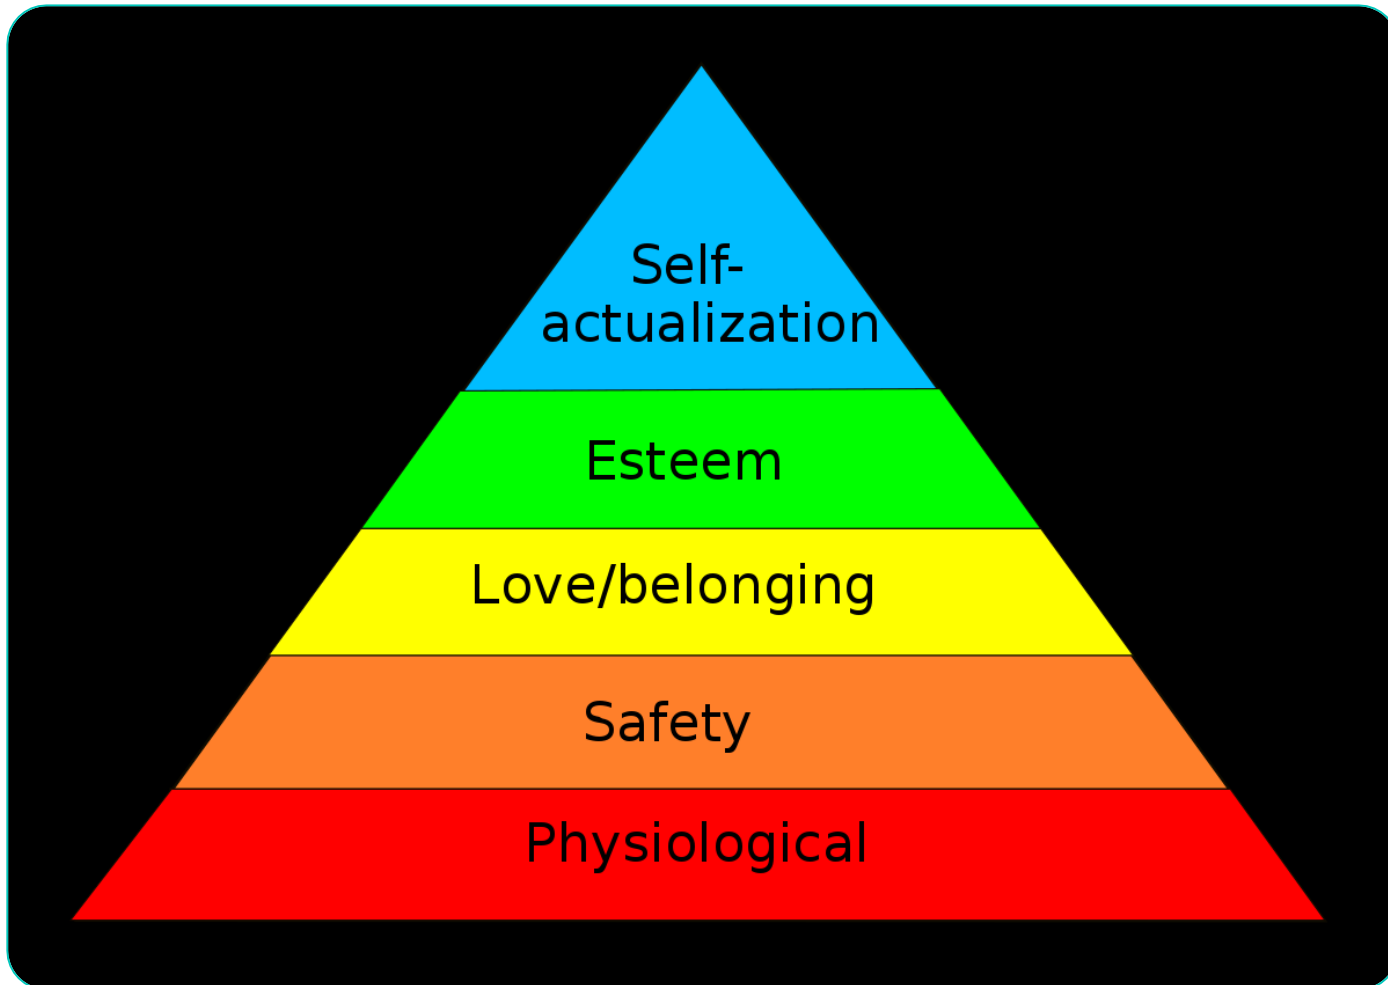 Self-
actualization
Esteem
Love/belonging
Safety
Physiological